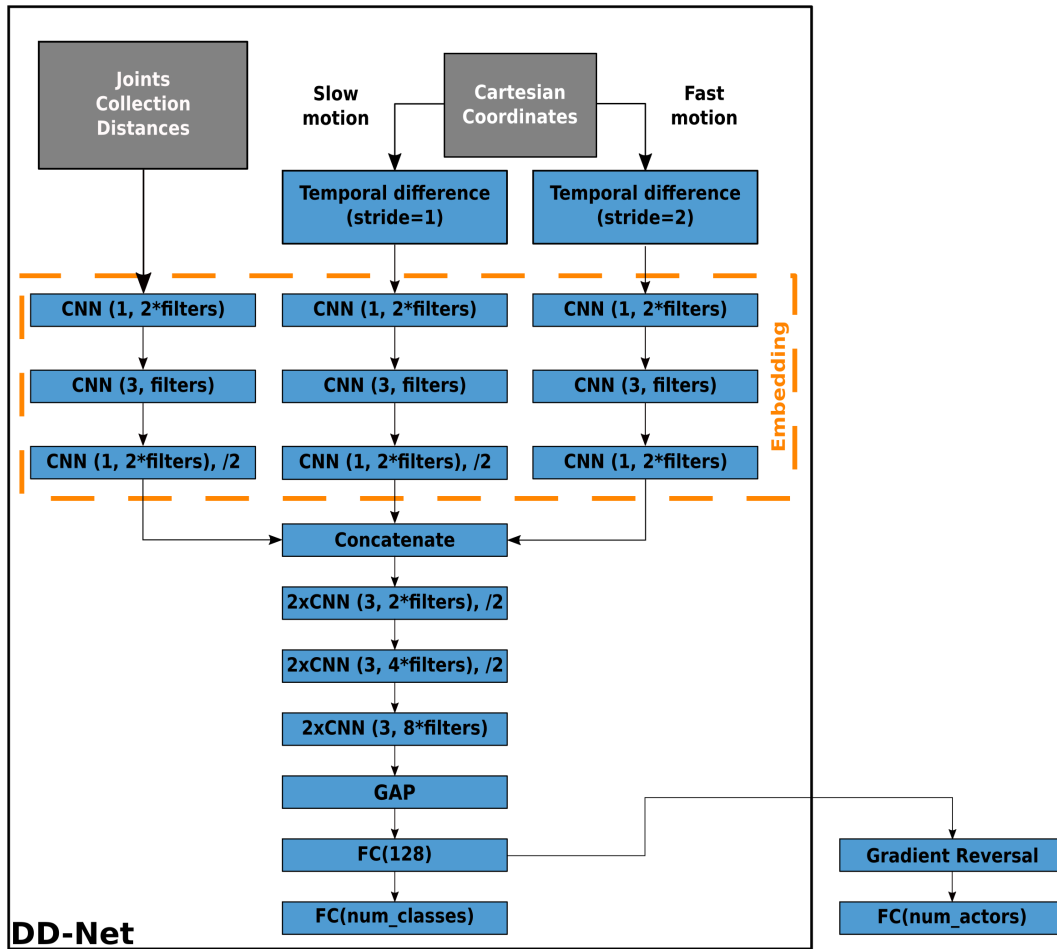 Joints
Collection
Distances
Slow
motion
Cartesian
Coordinates
Fast
motion
Temporal difference
(stride=1)
Temporal difference
(stride=2)
CNN (1, 2*filters)
CNN (1, 2*filters)
CNN (1, 2*filters)
CNN (3, filters)
CNN (3, filters)
CNN (3, filters)
CNN (1, 2*filters), /2
CNN (1, 2*filters), /2
CNN (1, 2*filters)
Embedding
Concatenate
2xCNN (3, 2*filters), /2
2xCNN (3, 4*filters), /2
2xCNN (3, 8*filters)
GAP
FC(128)
Gradient Reversal
FC(num_classes)
FC(num_actors)
DD-Net